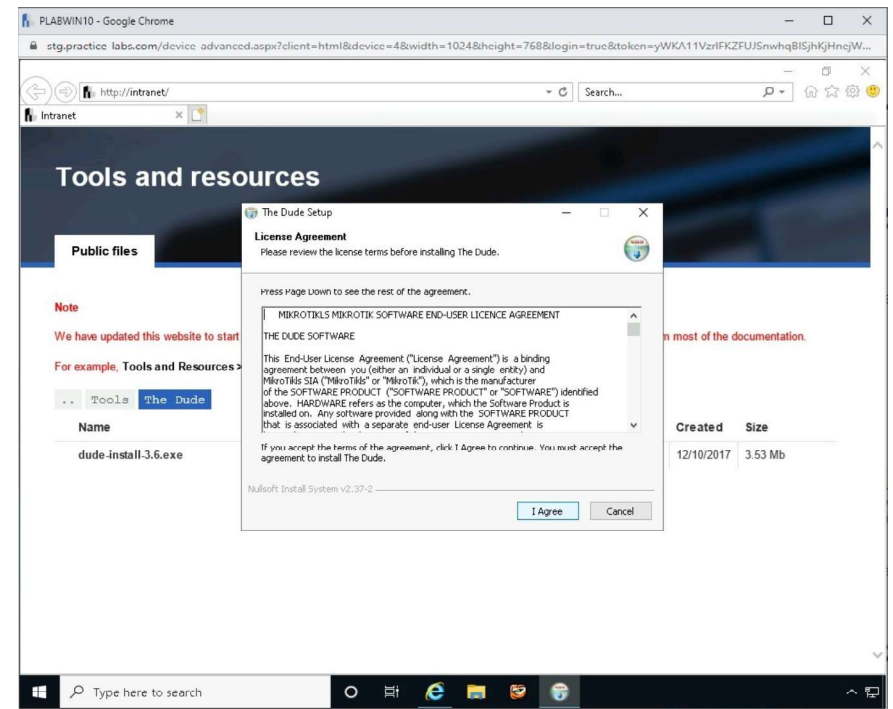 PLABWIN10 - Google Chrome
stg.practice-labs.com/device-advanced.aspx?client=html&device=4&width=1024&height=768&login=true&token=
http://intranet/
Search...
Intranet
Tools and resources
Public files
Note
We have updated this website to start
n most of the documentation.
For example, Tools and Resources >
.. Tools The Dude
Name
Created Size
dude-install-3.6.exe
12/10/2017 3.53 Mb
The Dude Setup
License Agreement
Please review the license terms before installing The Dude.
Press Page Down to see the rest of the agreement.
MIKROTIKLS MIKROTIK SOFTWARE END-USER LICENCE AGREEMENT
THE DUDE SOFTWARE
This End-User License Agreement ("License Agreement") is a binding
agreement between you (either an individual or a single entity) and
MikroTikls SIA ("MikroTikls" or "MikroTik"), which is the manufacturer
of the SOFTWARE PRODUCT ("SOFTWARE PRODUCT" or "SOFTWARE") identified
above. HARDWARE refers as the computer, which the Software Product is
installed on. Any software provided along with the SOFTWARE PRODUCT
that is associated with a separate end-user License Agreement is
If you accept the terms of the agreement, click I Agree to continue. You must accept the
agreement to install The Dude.
Nullsoft Install System v2.37-2
I Agree
Cancel
Type here to search